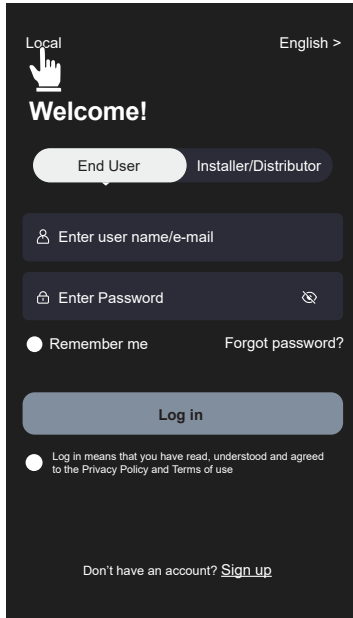 Local
English >
Welcome!
End User
Installer/Distributor
Enter user name/e-mail
Enter Password
Remember me
Forgot password?
Log in
Log in means that you have read, understood and agreed
to the Privacy Policy and Terms of use
Don't have an account? Sign up